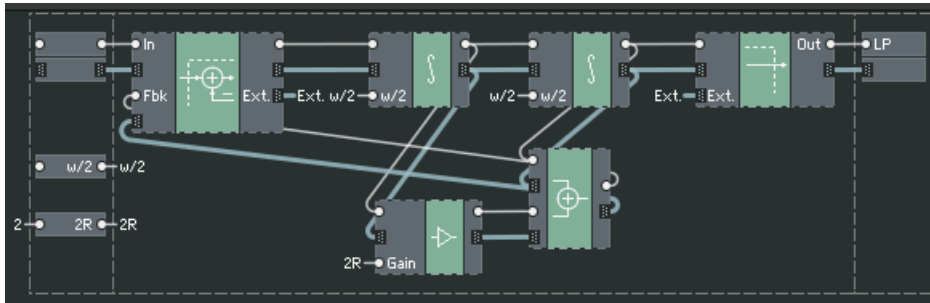 In
Out
LP
Fbk
Ext.
Ext.
w/2
w/2
w/2
w/2
Ext.
Ext.
w/2
w/2
2
2R
2R
2R
Gain